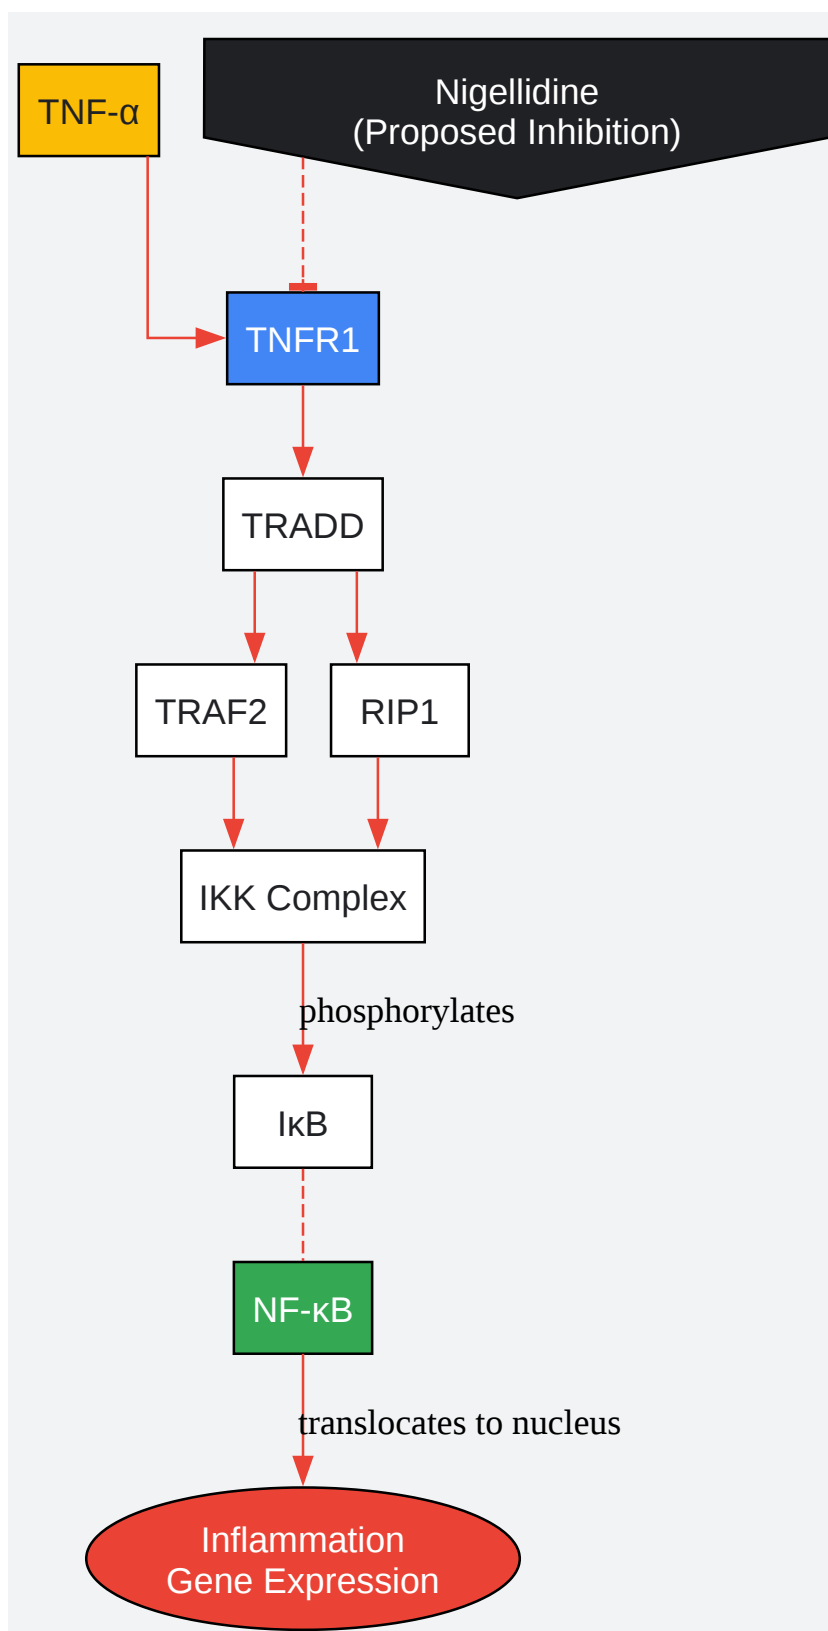 TNF-α
Nigellidine
(Proposed Inhibition)
TNFR1
TRADD
TRAF2
RIP1
IKK Complex
phosphorylates
IκB
NF-κB
translocates to nucleus
Inflammation
Gene Expression